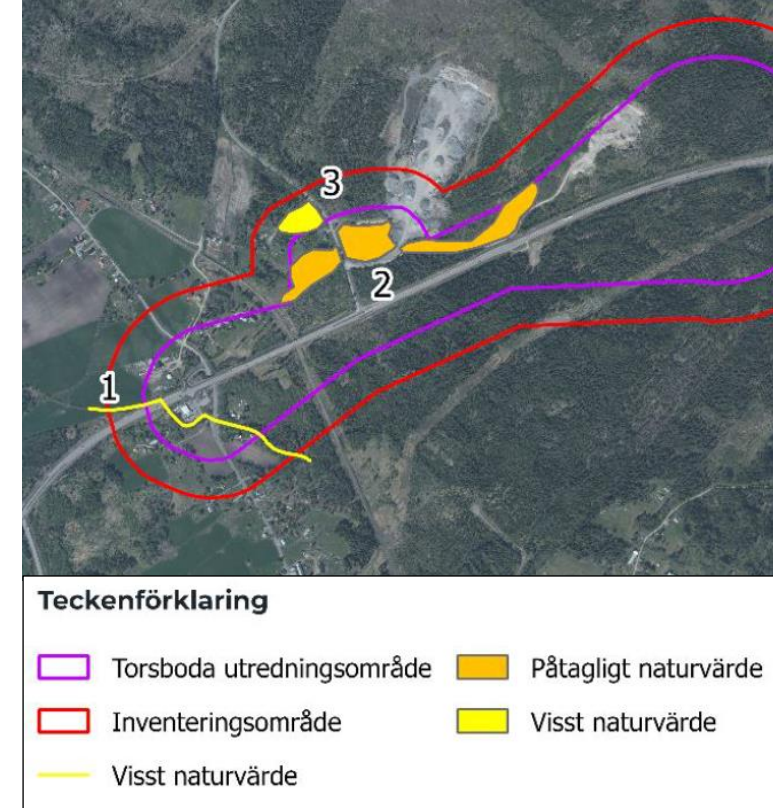 3
2
1
Teckenförklaring
Torsboda utredningsområde
Påtagligt naturvärde
Inventeringsområde
Visst naturvärde
Visst naturvärde